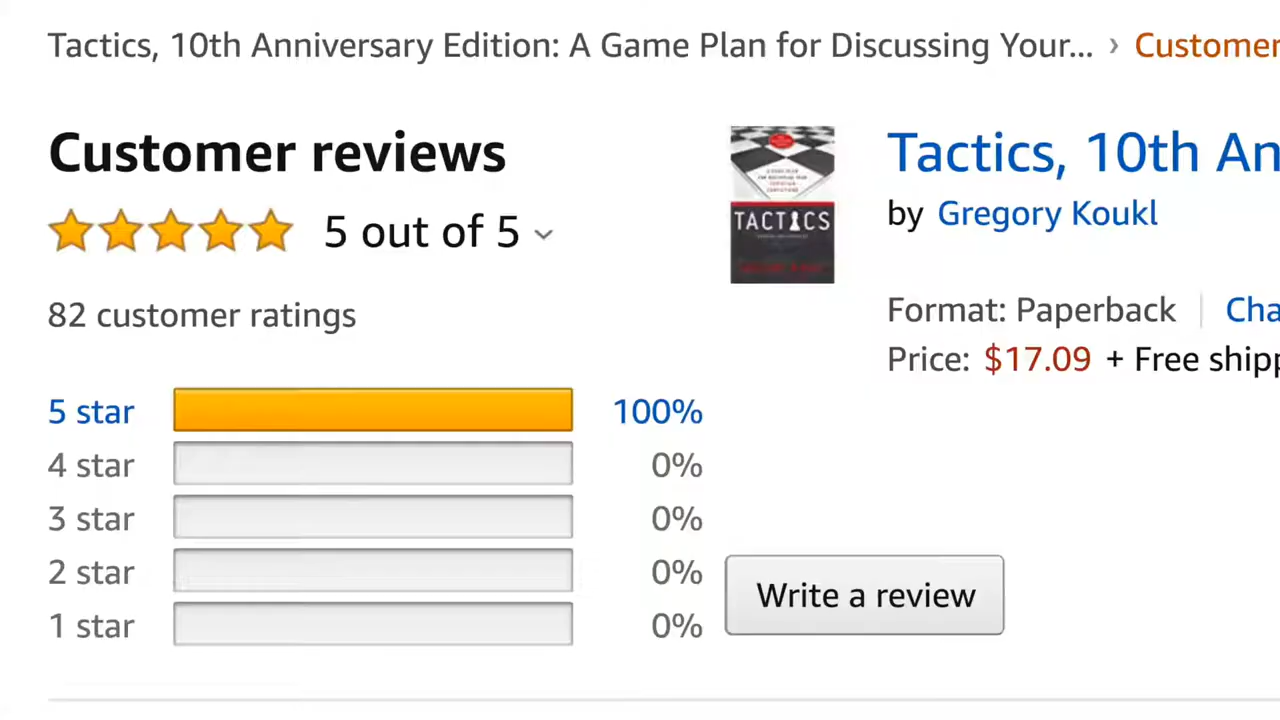 Tactics, 10th Anniversary Edition: A Game Plan for Discussing Your... › Customer
Customer reviews
5 out of 5
82 customer ratings
5 star 100%
4 star 0%
3 star 0%
2 star 0%
1 star 0%
TACTICS
Tactics, 10th An
by Gregory Koukl
Format: Paperback Cha
Price: $17.09 + Free shipp
Write a review